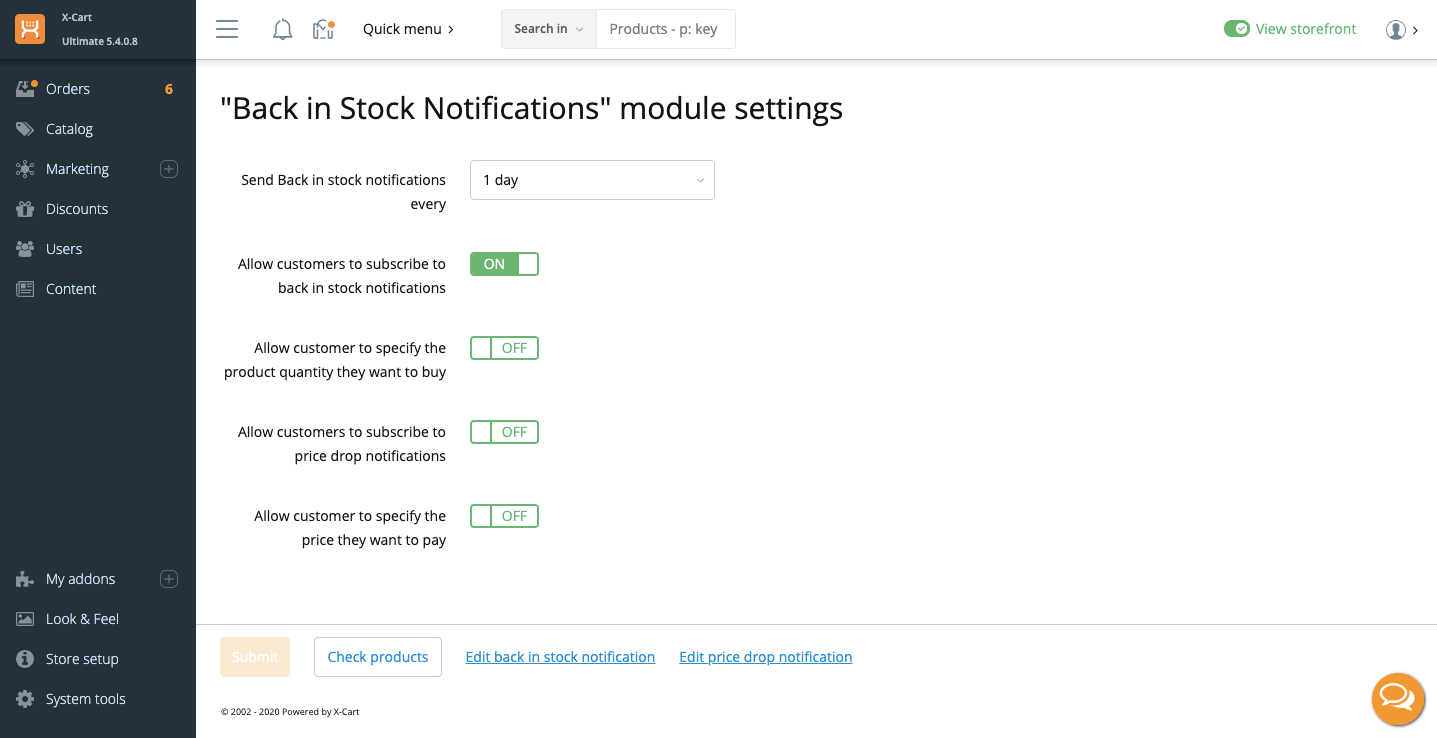 X-Cart
Ultimate 5.4.0.8
Quick menu
Search in
Products - p: key
View storefront
Orders
6
Catalog
Marketing
Discounts
Users
Content
My addons
Look & Feel
Store setup
System tools
"Back in Stock Notifications" module settings
Send Back in stock notifications
every
1 day
Allow customers to subscribe to
back in stock notifications
ON
Allow customer to specify the
product quantity they want to buy
OFF
Allow customers to subscribe to
price drop notifications
OFF
Allow customer to specify the
price they want to pay
OFF
Submit
Check products
Edit back in stock notification
Edit price drop notification
© 2002 - 2020 Powered by X-Cart